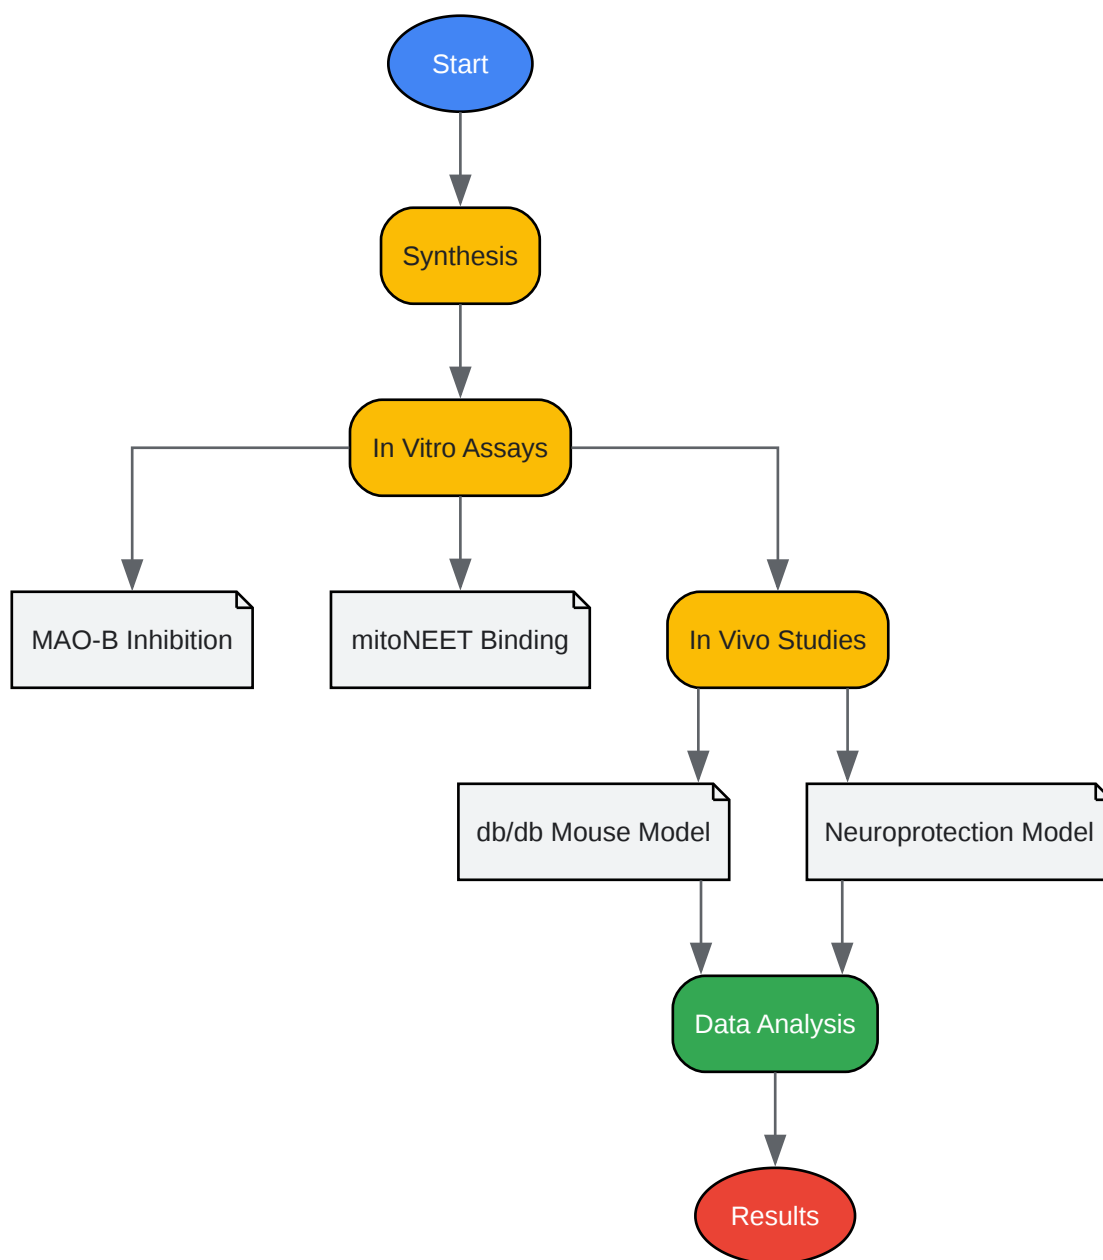 Start
Synthesis
In Vitro Assays
MAO-B Inhibition
mitoNEET Binding
In Vivo Studies
db/db Mouse Model
Neuroprotection Model
Data Analysis
Results